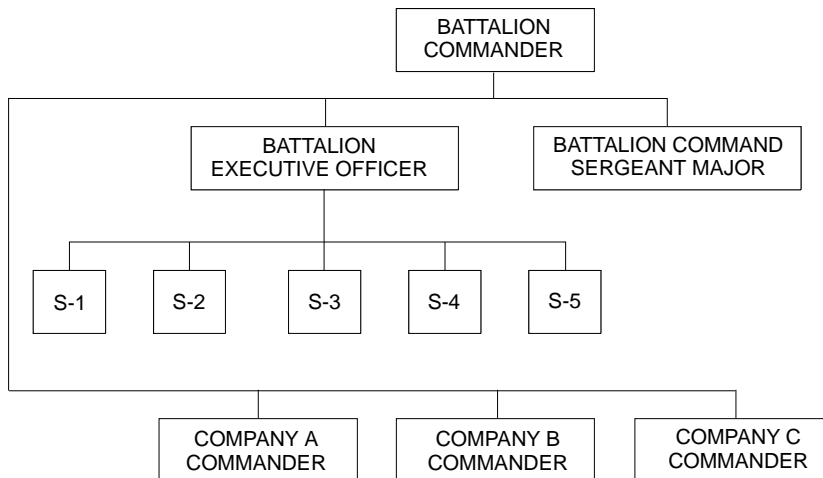 BATTALION
COMMANDER
BATTALION
EXECUTIVE OFFICER
BATTALION COMMAND
SERGEANT MAJOR
S-1
S-2
S-3
S-4
S-5
COMPANY A
COMMANDER
COMPANY B
COMMANDER
COMPANY C
COMMANDER